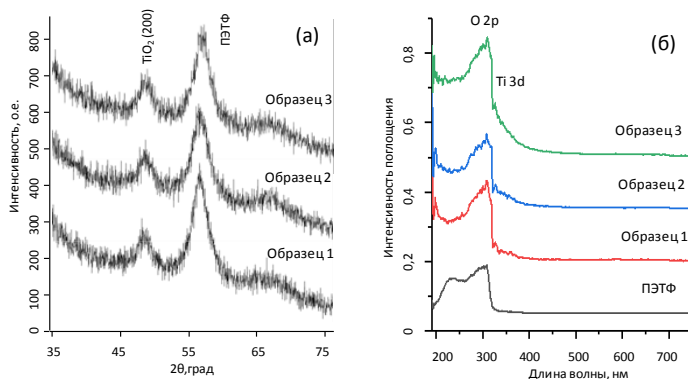 (а)
TiO2 (200)
ПЭТФ
Образец 3
Образец 2
Образец 1
Интенсивность, о.е.
800
700
600
500
400
300
200
100
0
35
45
55
65
75
2θ,град
(б)
O 2p
Ti 3d
Образец 3
Образец 2
Образец 1
ПЭТФ
Интенсивность поглощения
0,8
0,6
0,4
0,2
0
200
300
400
500
600
700
Длина волны, нм